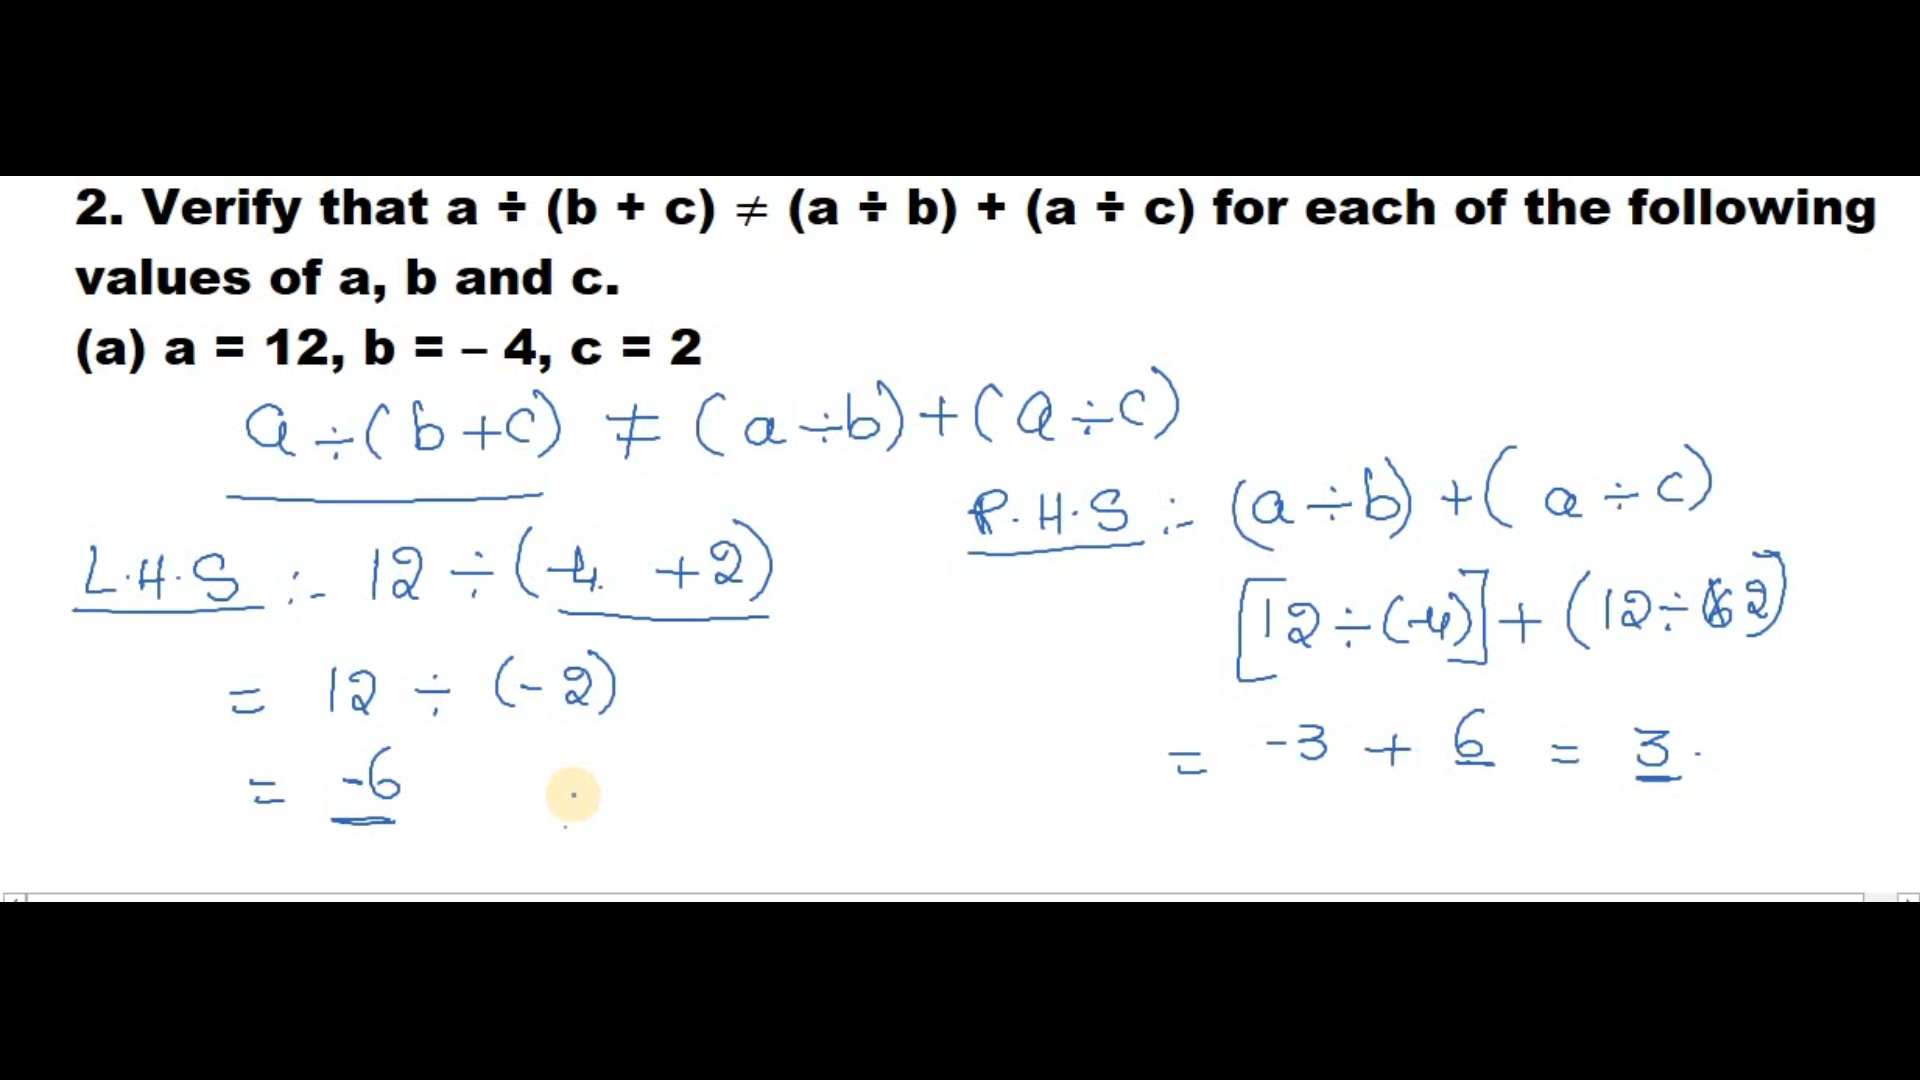 2. Verify that a ÷ (b + c) ≠ (a ÷ b) + (a ÷ c) for each of the following
values of a, b and c.
(a) a = 12, b = – 4, c = 2
a ÷ (b + c) ≠ (a ÷ b) + (a ÷ c)
L.H.S :- 12 ÷ (-4 + 2)
= 12 ÷ (-2)
= -6
R.H.S :- (a ÷ b) + (a ÷ c)
[12 ÷ (-4)] + (12 ÷ 2)
= -3 + 6 = 3.